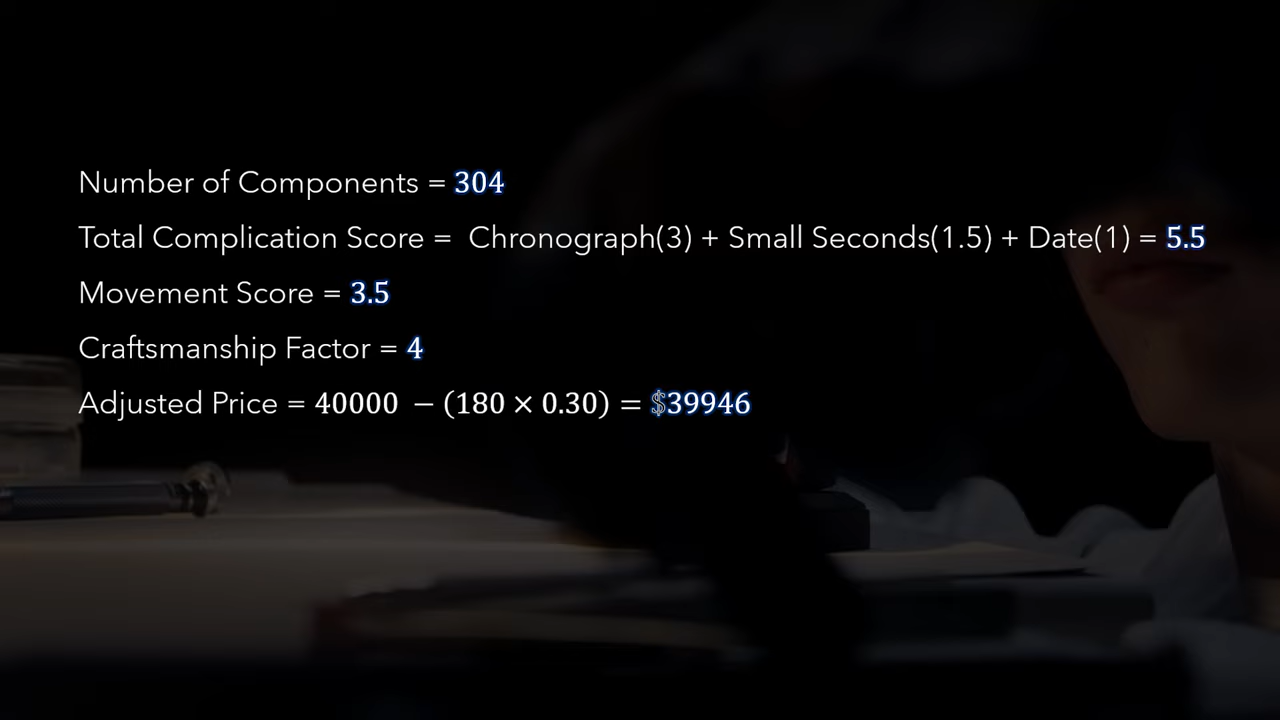 Number of Components = 304
Total Complication Score = Chronograph(3) + Small Seconds(1.5) + Date(1) = 5.5
Movement Score = 3.5
Craftsmanship Factor = 4
Adjusted Price = 40000 − (180 × 0.30) = $39946